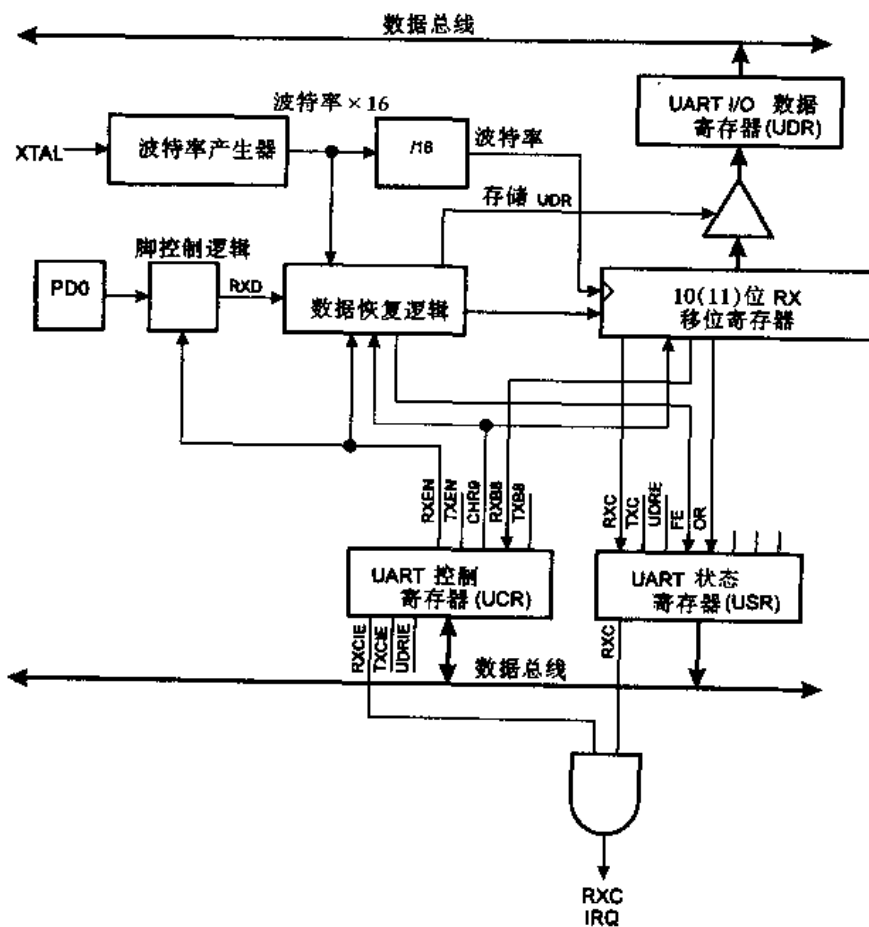 数据总线
UART I/O 数据
寄存器(UDR)
波特率×16
XTAL
波特率产生器
/16
波特率
存储 UDR
脚控制逻辑
PD0
RXD
数据恢复逻辑
10(11)位 RX
移位寄存器
RXEN
TXEN
CHR9
RXB8
TXB8
RXC
TXC
UDRE
FE
OR
UART 控制
寄存器(UCR)
UART 状态
寄存器(USR)
RXCIE
TXCIE
UDRIE
RXC
数据总线
RXC
IRQ